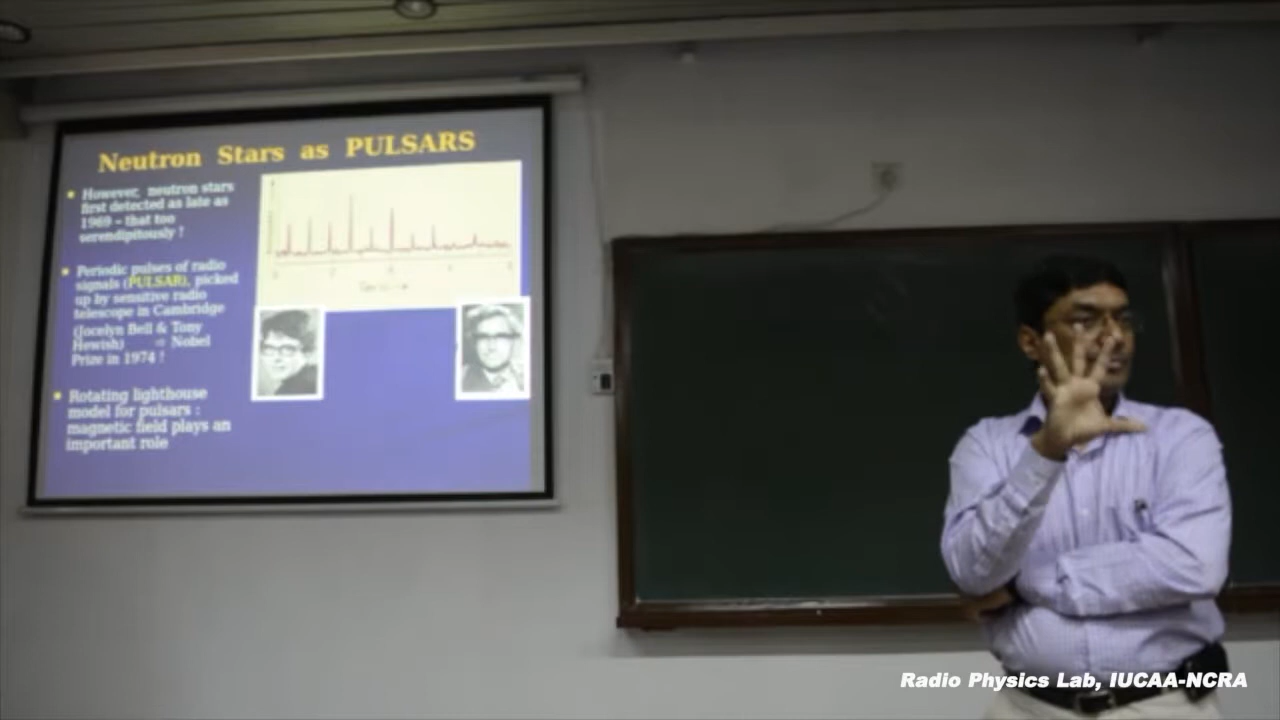 Neutron Stars as PULSARS
However, neutron stars
first detected as late as
1969 – that too
serendipitously !
Periodic pulses of radio
signals (PULSAR), picked
up by sensitive radio
telescope in Cambridge
(Jocelyn Bell & Tony
Hewish) ⇒ Nobel
Prize in 1974 !
Rotating lighthouse
model for pulsars :
magnetic field plays an
important role
Radio Physics Lab, IUCAA-NCRA